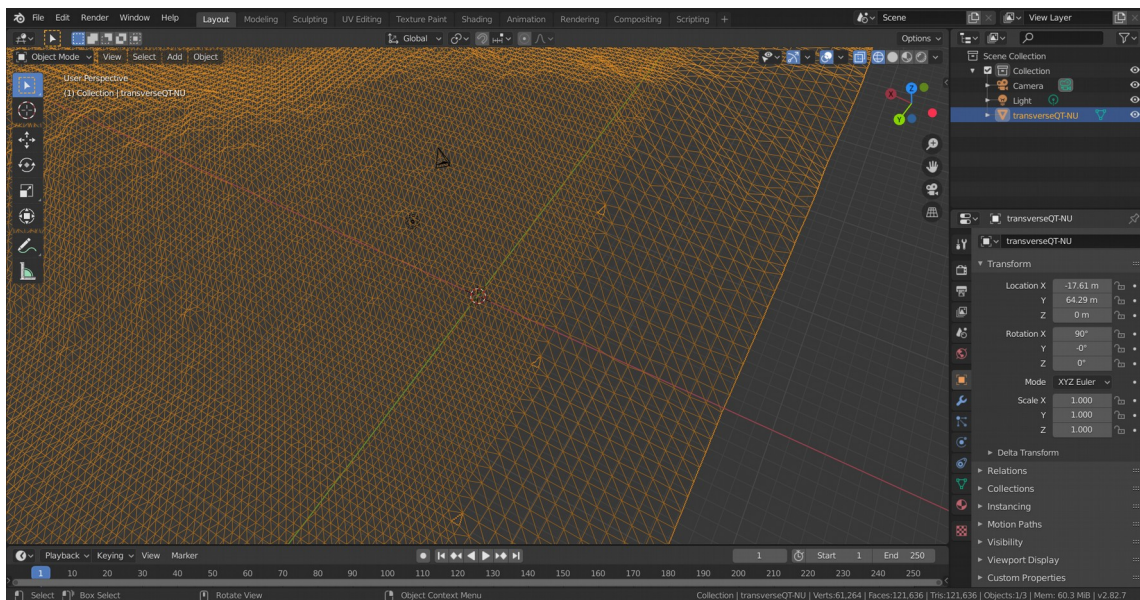 File Edit Render Window Help Layout Modeling Sculpting UV Editing Texture Paint Shading Animation Rendering Compositing Scripting + Scene View Layer
Global Options
Object Mode View Select Add Object
User Perspective
(1) Collection | transverseQT-NU
X
Z
Y
Scene Collection
Collection
Camera
Light
transverseQT-NU
transverseQT-NU
transverseQT-NU
Transform
Location X -17.61 m
Y 64.29 m
Z 0 m
Rotation X 90°
Y -0°
Z 0°
Mode XYZ Euler
Scale X 1.000
Y 1.000
Z 1.000
Delta Transform
Relations
Collections
Instancing
Motion Paths
Visibility
Viewport Display
Custom Properties
Playback Keying View Marker 1 Start 1 End 250
1 10 20 30 40 50 60 70 80 90 100 110 120 130 140 150 160 170 180 190 200 210 220 230 240 250
Select Box Select Rotate View Object Context Menu Collection | transverseQT-NU | Verts:61,264 | Faces:121,636 | Tris:121,636 | Objects:1/3 | Mem: 60.3 MiB | v2.82.7